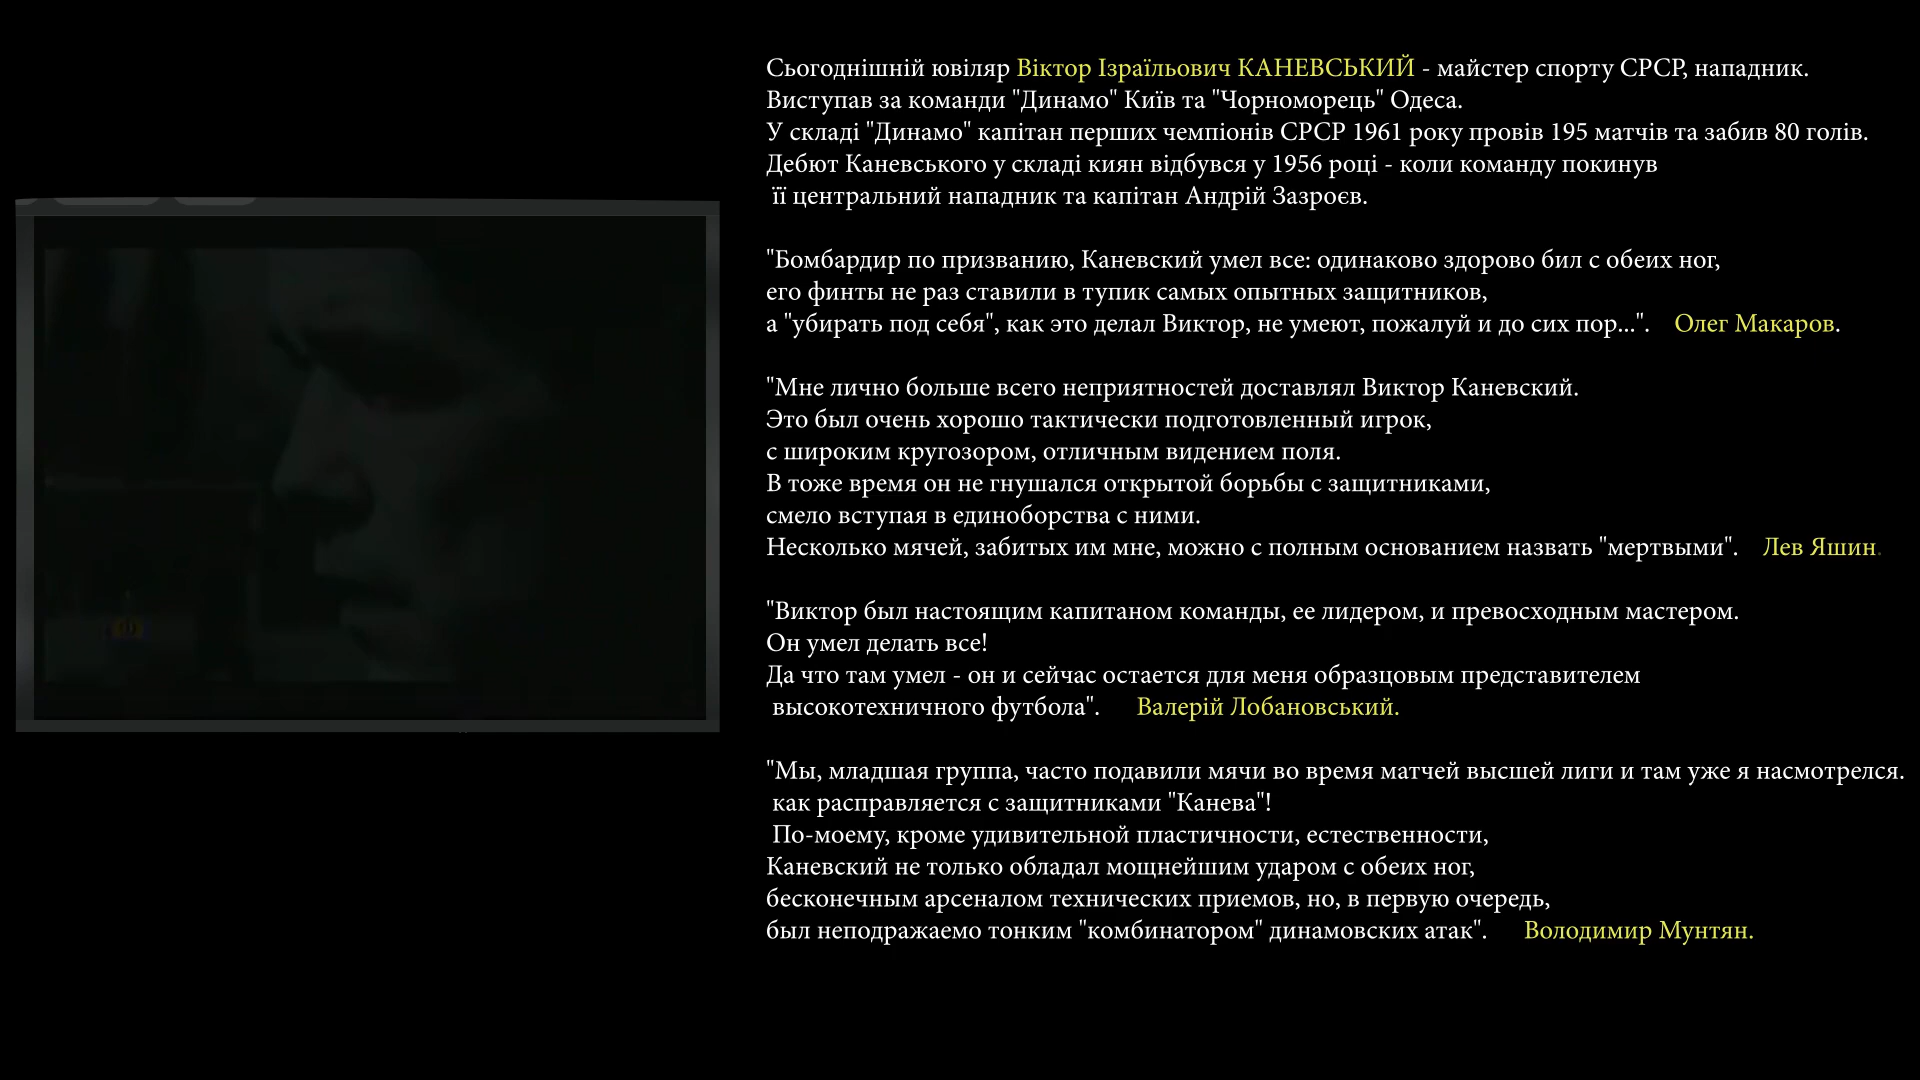 Сьогоднішній ювіляр Віктор Ізраїльович КАНЕВСЬКИЙ - майстер спорту СРСР, нападник.
Виступав за команди "Динамо" Київ та "Чорноморець" Одеса.
У складі "Динамо" капітан перших чемпіонів СРСР 1961 року провів 195 матчів та забив 80 голів.
Дебют Каневського у складі киян відбувся у 1956 році - коли команду покинув
її центральний нападник та капітан Андрій Зазроєв.
"Бомбардир по призванию, Каневский умел все: одинаково здорово бил с обеих ног,
его финты не раз ставили в тупик самых опытных защитников,
а "убирать под себя", как это делал Виктор, не умеют, пожалуй и до сих пор...". Олег Макаров.
"Мне лично больше всего неприятностей доставлял Виктор Каневский.
Это был очень хорошо тактически подготовленный игрок,
с широким кругозором, отличным видением поля.
В тоже время он не гнушался открытой борьбы с защитниками,
смело вступая в единоборства с ними.
Несколько мячей, забитых им мне, можно с полным основанием назвать "мертвыми". Лев Яшин.
"Виктор был настоящим капитаном команды, ее лидером, и превосходным мастером.
Он умел делать все!
Да что там умел - он и сейчас остается для меня образцовым представителем
высокотехничного футбола". Валерій Лобановський.
"Мы, младшая группа, часто подавили мячи во время матчей высшей лиги и там уже я насмотрелся.
как расправляется с защитниками "Канева"!
По-моему, кроме удивительной пластичности, естественности,
Каневский не только обладал мощнейшим ударом с обеих ног,
бесконечным арсеналом технических приемов, но, в первую очередь,
был неподражаемо тонким "комбинатором" динамовских атак". Володимир Мунтян.